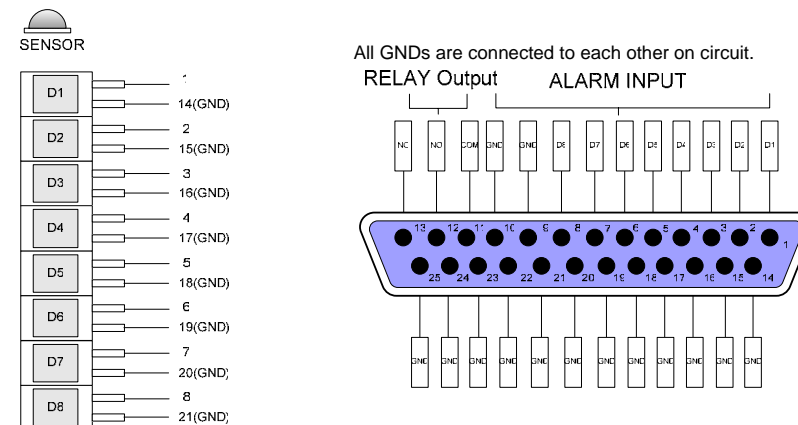 SENSOR
D1
1
14(GND)
D2
2
15(GND)
D3
3
16(GND)
D4
4
17(GND)
D5
5
18(GND)
D6
6
19(GND)
D7
7
20(GND)
D8
8
21(GND)
All GNDs are connected to each other on circuit.
RELAY Output
ALARM INPUT
NC NO COM GND GND D8 D7 D6 D5 D4 D3 D2 D1
13 12 11 10 9 8 7 6 5 4 3 2 1
25 24 23 22 21 20 19 18 17 16 15 14
GND GND GND GND GND GND GND GND GND GND GND GND